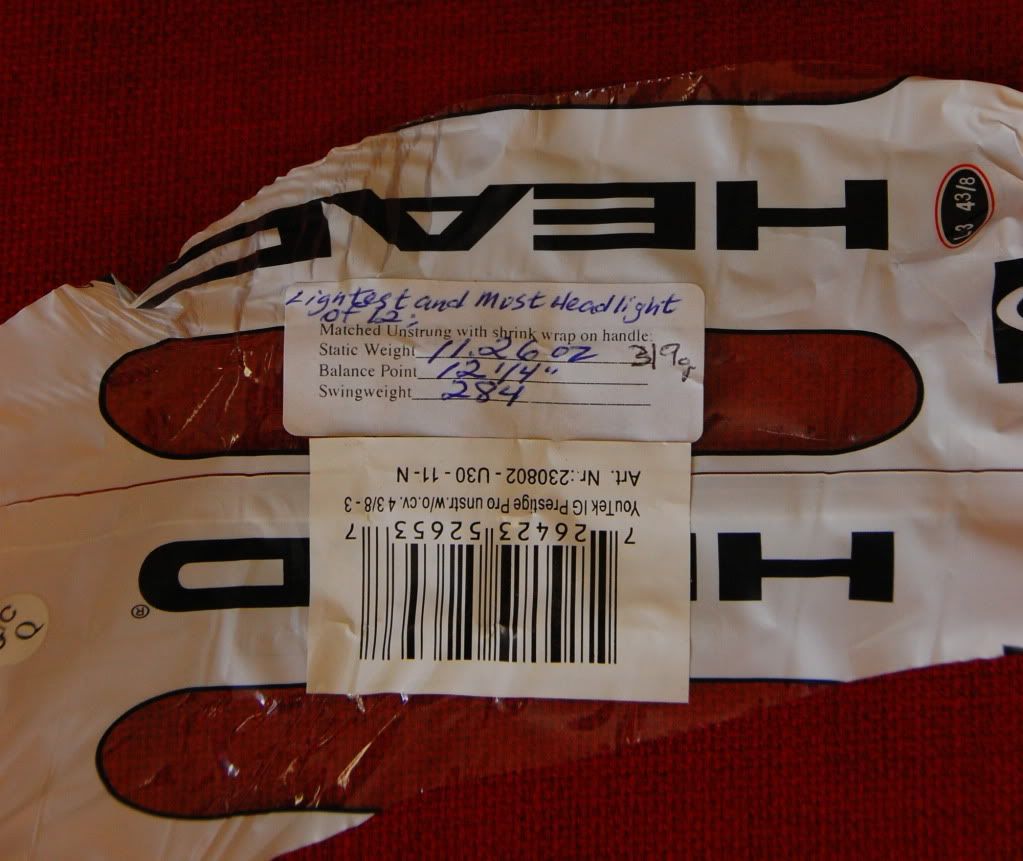 HEAD
L3 43/8
Lightest and Most Headlight
of 12;
Matched Unstrung with shrink wrap on handle:
Static Weight 11.26 oz 319g
Balance Point 12 1/4"
Swingweight 284
Art. Nr.:230802 - U30 - 11 - N
YouTek IG Prestige Pro unstr.w/o.cv. 4 3/8 - 3
7 26423 52653 7
H D ®
QC